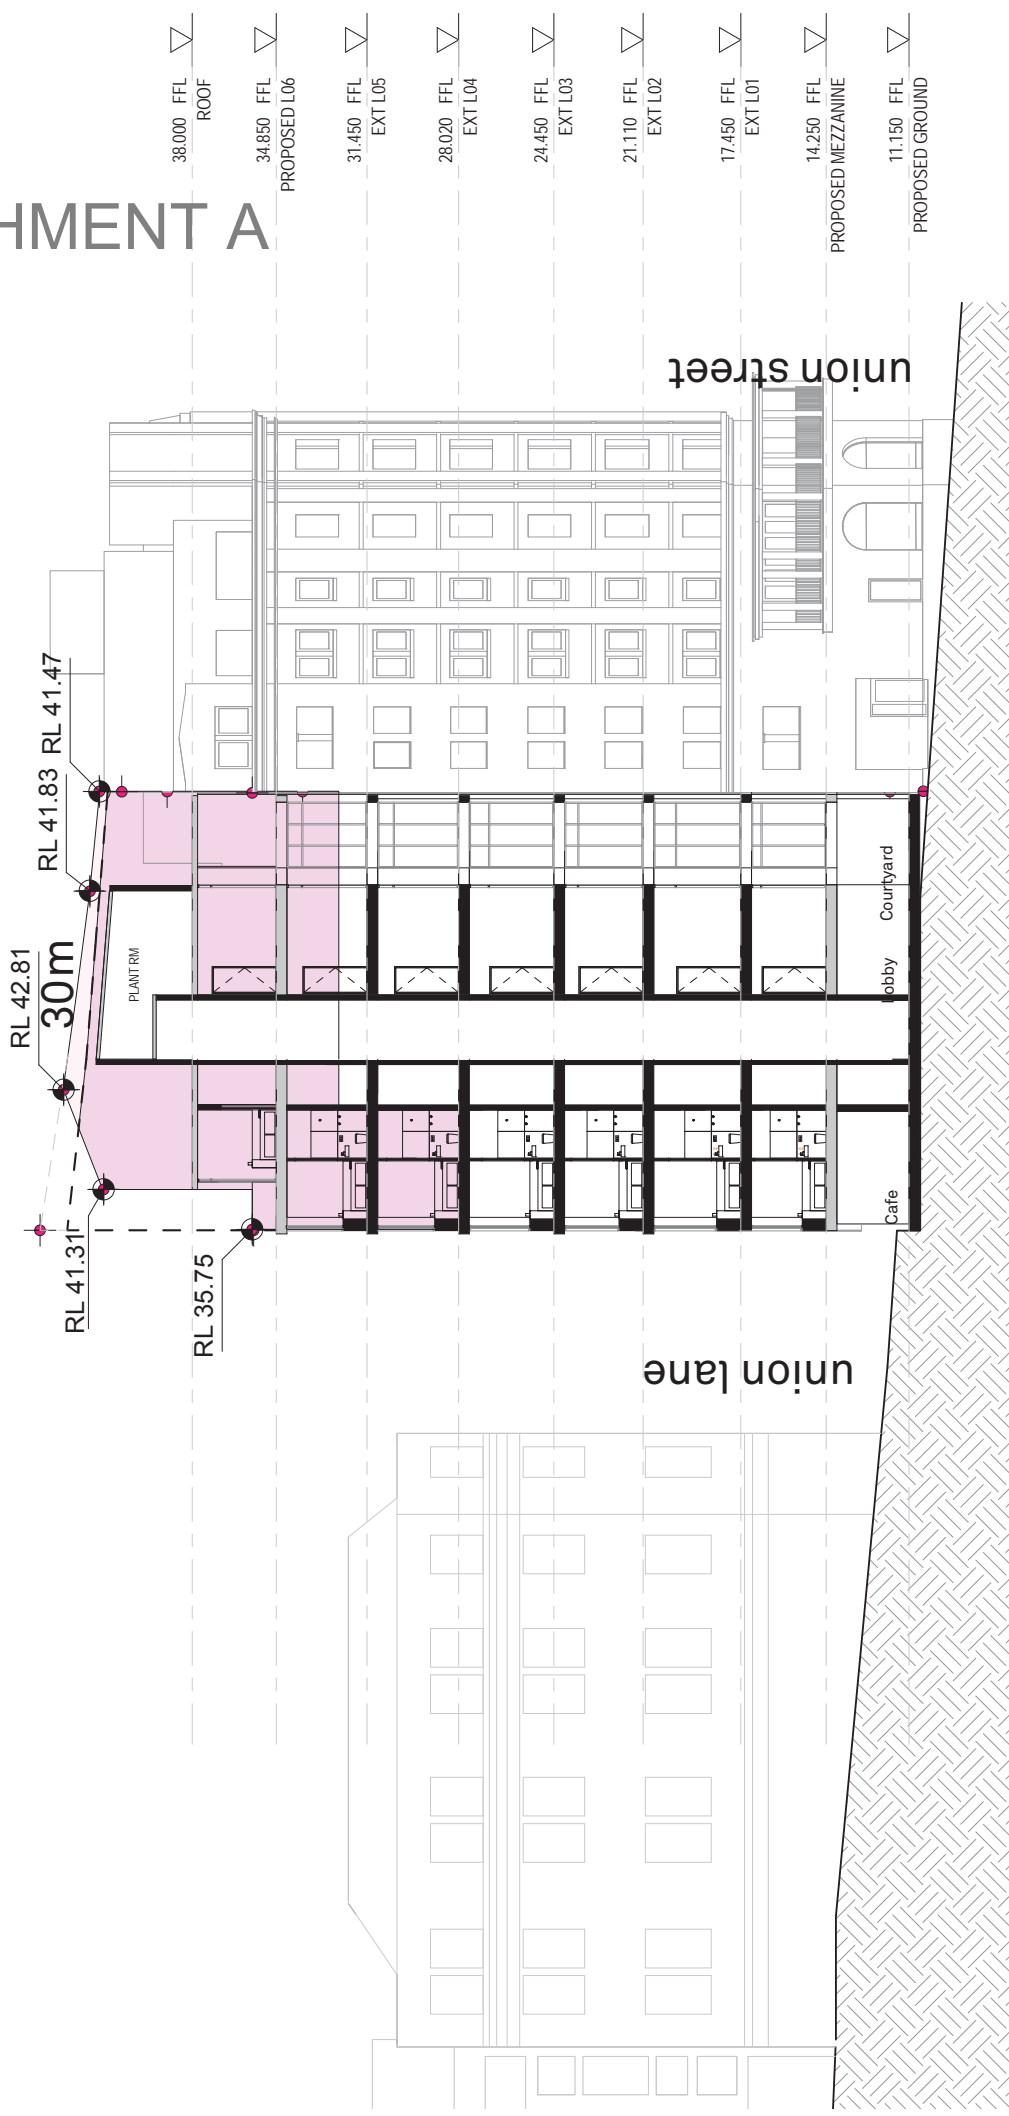 38.000 FFL
ROOF
34.850 FFL
PROPOSED L06
31.450 FFL
EXT L05
28.020 FFL
EXT L04
24.450 FFL
EXT L03
21.110 FFL
EXT L02
17.450 FFL
EXT L01
14.250 FFL
PROPOSED MEZZANINE
11.150 FFL
PROPOSED GROUND
HMENT A
union street
RL 41.47
RL 41.83
RL 42.81
30m
PLANT RM
Courtyard
Lobby
Cafe
RL 41.31
RL 35.75
union lane